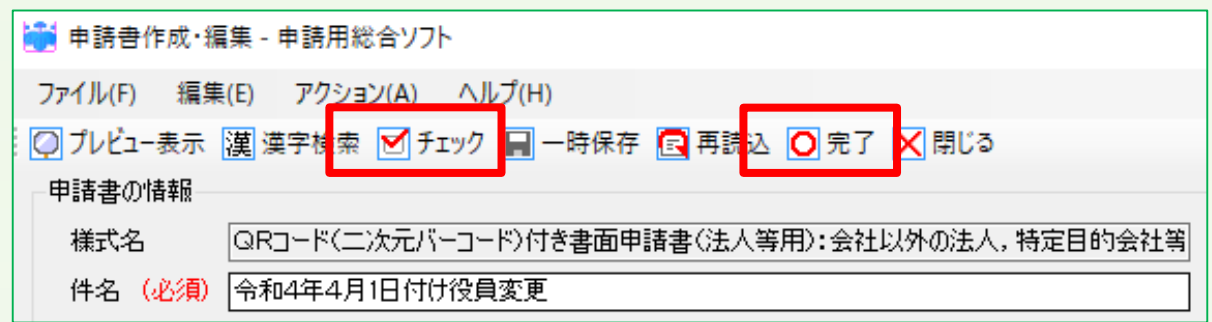 申請書作成・編集 - 申請用総合ソフト
ファイル(F) 編集(E) アクション(A) ヘルプ(H)
プレビュー表示 漢 漢字検索 チェック 一時保存 再読込 完了 閉じる
申請書の情報
様式名 QRコード(二次元バーコード)付き書面申請書(法人等用):会社以外の法人,特定目的会社等
件名 (必須) 令和4年4月1日付け役員変更